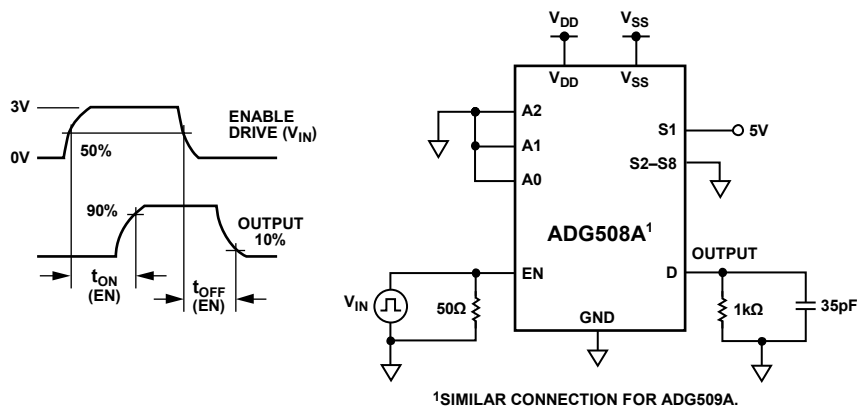 3V
0V
50%
ENABLE
DRIVE (V_IN)
90%
OUTPUT
10%
t_ON
(EN)
t_OFF
(EN)
V_DD
V_SS
V_DD
V_SS
A2
A1
A0
S1
5V
S2–S8
ADG508A¹
OUTPUT
EN
D
V_IN
50Ω
GND
1kΩ
35pF
¹SIMILAR CONNECTION FOR ADG509A.